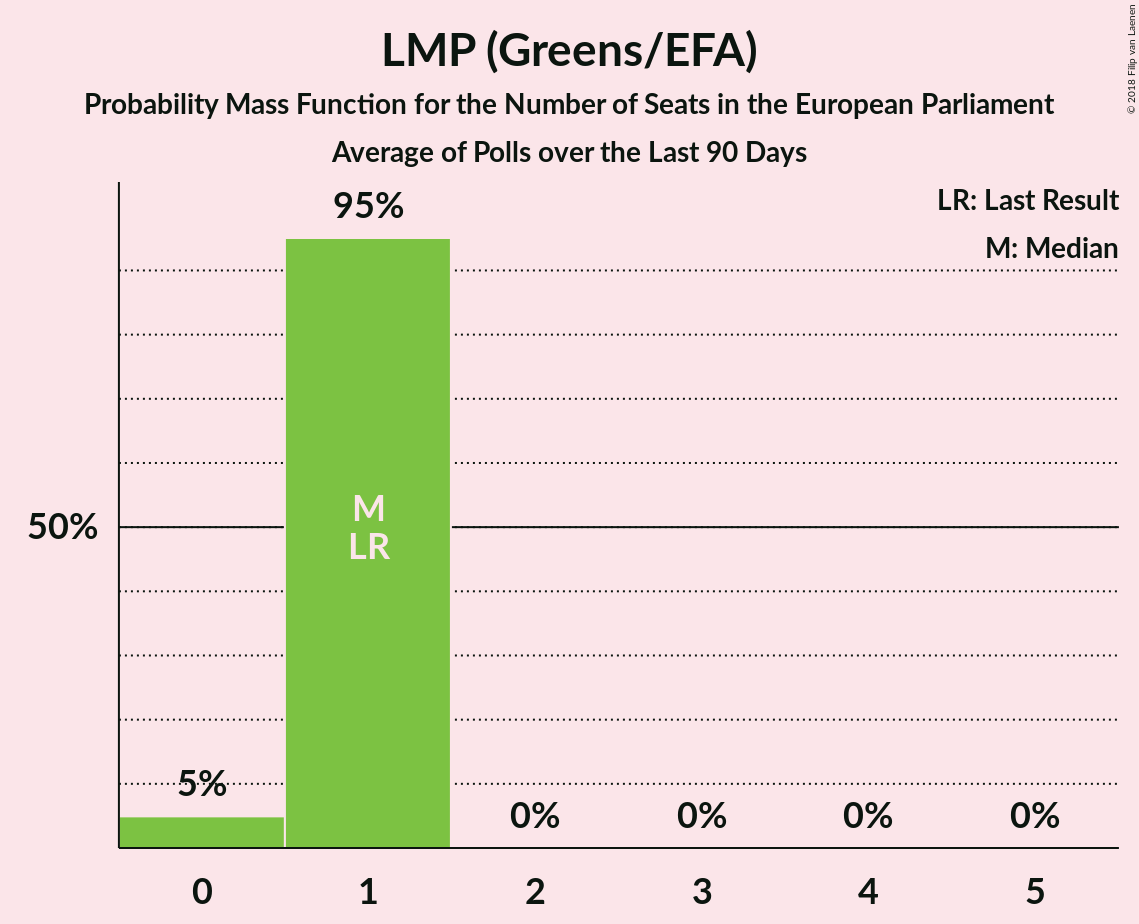 LMP (Greens/EFA)
Probability Mass Function for the Number of Seats in the European Parliament
Average of Polls over the Last 90 Days
© 2018 Filip van Laenen
LR: Last Result
M: Median
95%
M
LR
50%
5%
0%
0%
0%
0%
0
1
2
3
4
5